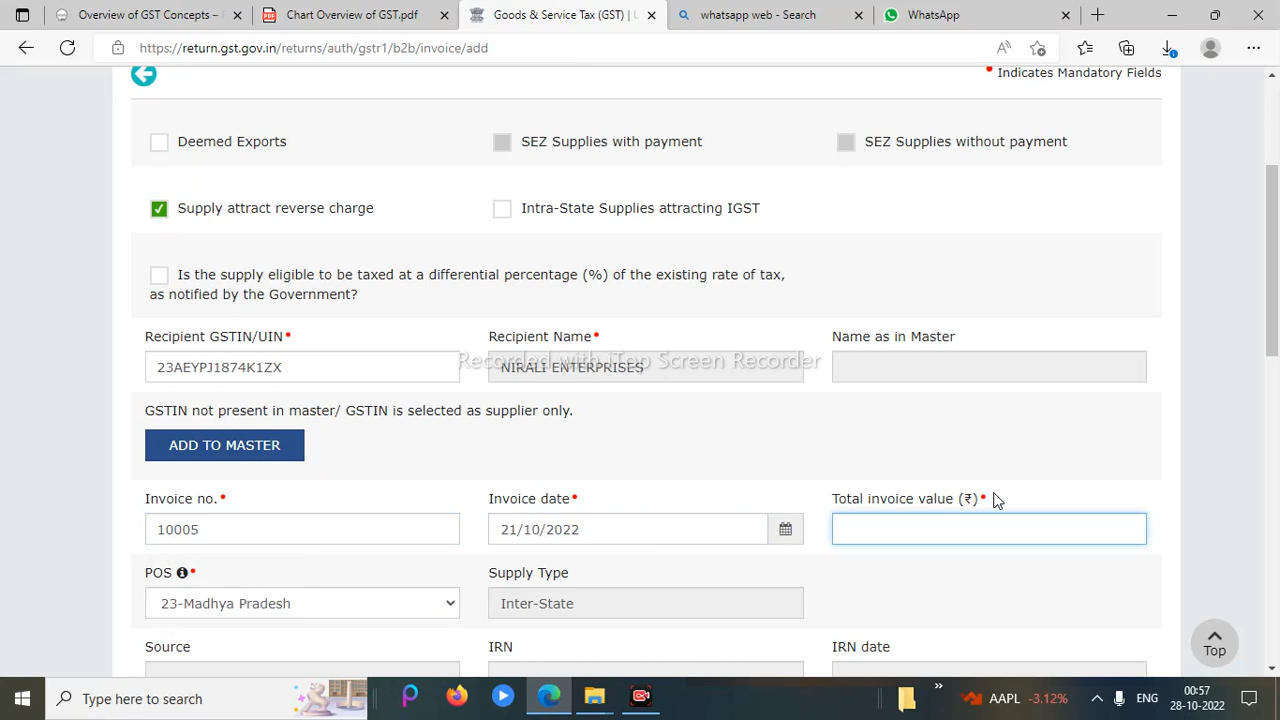 Overview of GST Concepts –
Chart Overview of GST.pdf
Goods & Service Tax (GST) |
whatsapp web - Search
WhatsApp
https://return.gst.gov.in/returns/auth/gstr1/b2b/invoice/add
• Indicates Mandatory Fields
Deemed Exports
SEZ Supplies with payment
SEZ Supplies without payment
Supply attract reverse charge
Intra-State Supplies attracting IGST
Is the supply eligible to be taxed at a differential percentage (%) of the existing rate of tax,
as notified by the Government?
Recipient GSTIN/UIN•
Recipient Name•
Name as in Master
23AEYPJ1874K1ZX
NIRALI ENTERPRISES
Recorded with iTop Screen Recorder
GSTIN not present in master/ GSTIN is selected as supplier only.
ADD TO MASTER
Invoice no.•
Invoice date•
Total invoice value (₹)•
10005
21/10/2022
POS •
Supply Type
23-Madhya Pradesh
Inter-State
Source
IRN
IRN date
Top
Type here to search
AAPL -3.12%
ENG
00:57
28-10-2022